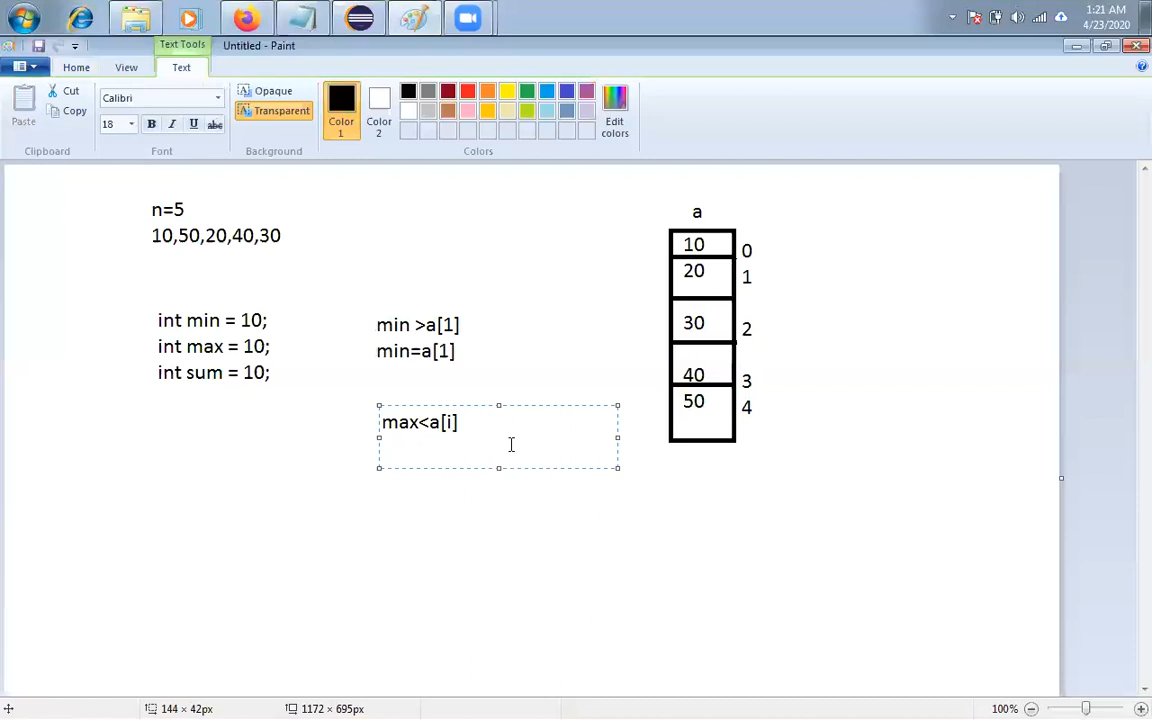 1:21 AM
4/23/2020
Text Tools
Untitled - Paint
Home
View
Text
Cut
Copy
Paste
Clipboard
Calibri
18
B
I
U
abc
Font
Opaque
Transparent
Background
Color
1
Color
2
Edit
colors
Colors
n=5
10,50,20,40,30
int min = 10;
int max = 10;
int sum = 10;
min >a[1]
min=a[1]
max<a[i]
a
10
0
20
1
30
2
40
3
50
4
144 × 42px
1172 × 695px
100%